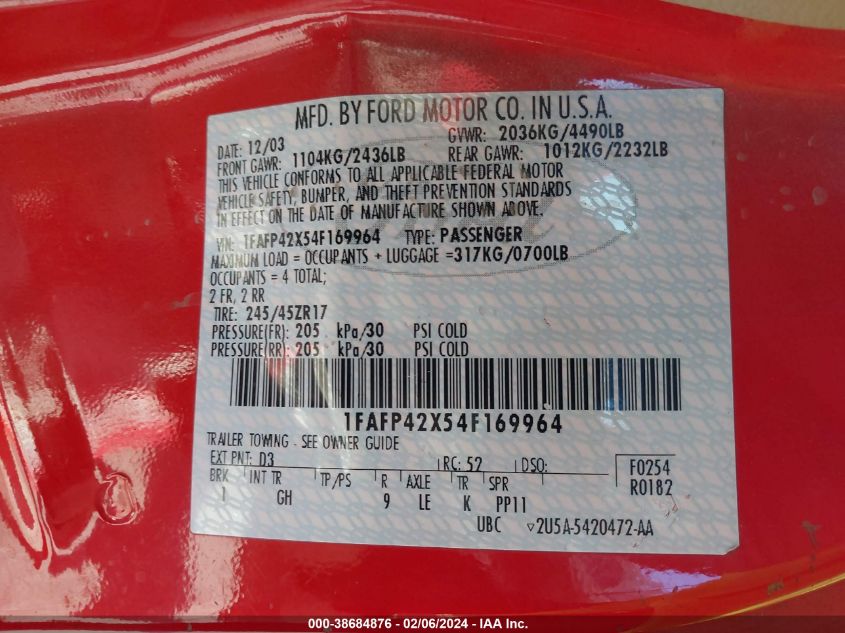 MFD. BY FORD MOTOR CO. IN U.S.A.
DATE: 12/03 GVWR: 2036KG/4490LB
FRONT GAWR: 1104KG/2436LB REAR GAWR: 1012KG/2232LB
THIS VEHICLE CONFORMS TO ALL APPLICABLE FEDERAL MOTOR
VEHICLE SAFETY, BUMPER, AND THEFT PREVENTION STANDARDS
IN EFFECT ON THE DATE OF MANUFACTURE SHOWN ABOVE.
VIN: 1FAFP42X54F169964 TYPE: PASSENGER
MAXIMUM LOAD = OCCUPANTS + LUGGAGE =317KG/0700LB
OCCUPANTS = 4 TOTAL;
2 FR, 2 RR
TIRE: 245/45ZR17
PRESSURE(FR): 205 kPa/30 PSI COLD
PRESSURE(RR): 205 kPa/30 PSI COLD
1FAFP42X54F169964
TRAILER TOWING - SEE OWNER GUIDE
EXT PNT: D3 RC: 52 DSO: F0254
BRK INT TR TP/PS R AXLE TR SPR R0182
1 GH 9 LE K PP11
UBC ▽2U5A-5420472-AA
000-38684876 - 02/06/2024 - IAA Inc.